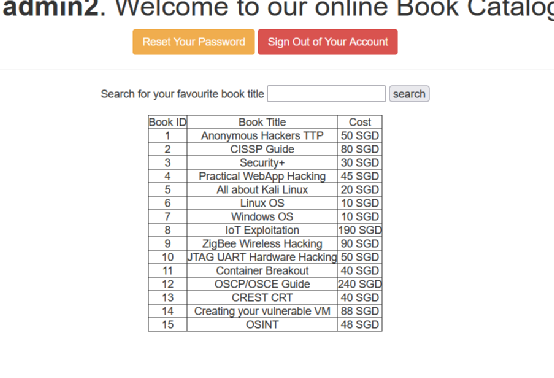 admin2. Welcome to our online Book Catalog
Reset Your Password Sign Out of Your Account
Search for your favourite book title search
Book ID Book Title Cost
1 Anonymous Hackers TTP 50 SGD
2 CISSP Guide 80 SGD
3 Security+ 30 SGD
4 Practical WebApp Hacking 45 SGD
5 All about Kali Linux 20 SGD
6 Linux OS 10 SGD
7 Windows OS 10 SGD
8 IoT Exploitation 190 SGD
9 ZigBee Wireless Hacking 90 SGD
10 JTAG UART Hardware Hacking 50 SGD
11 Container Breakout 40 SGD
12 OSCP/OSCE Guide 240 SGD
13 CREST CRT 40 SGD
14 Creating your vulnerable VM 88 SGD
15 OSINT 48 SGD